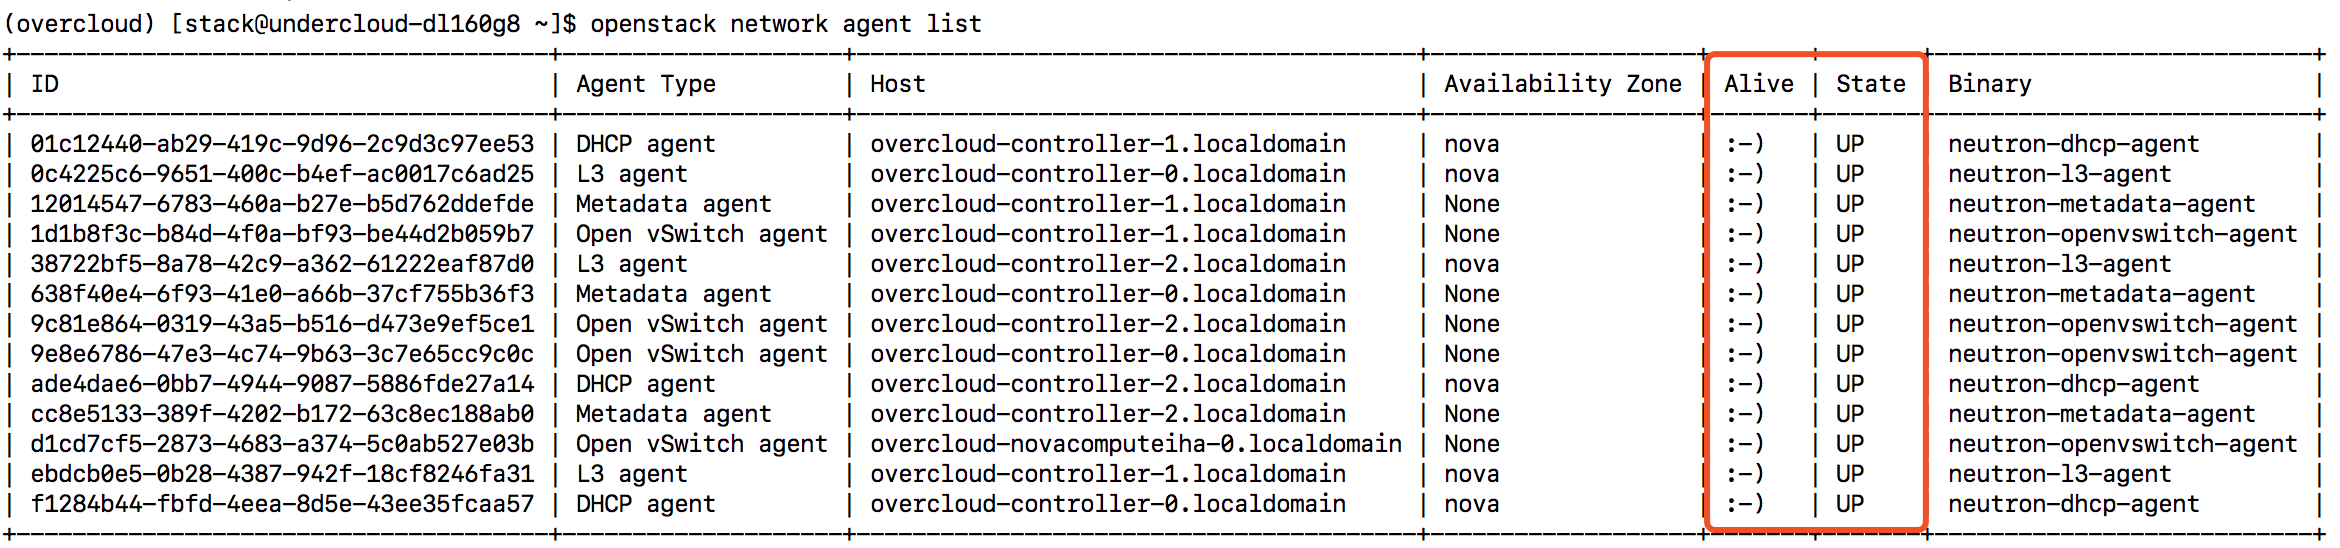 (overcloud) [stack@undercloud-dl160g8 ~]$ openstack network agent list
+--------------------------------------+--------------------+----------------------------------------+-------------------+-------+-------+---------------------------+
| ID                                   | Agent Type         | Host                                   | Availability Zone | Alive | State | Binary                    |
+--------------------------------------+--------------------+----------------------------------------+-------------------+-------+-------+---------------------------+
| 01c12440-ab29-419c-9d96-2c9d3c97ee53 | DHCP agent         | overcloud-controller-1.localdomain     | nova              | :-)   | UP    | neutron-dhcp-agent        |
| 0c4225c6-9651-400c-b4ef-ac0017c6ad25 | L3 agent           | overcloud-controller-0.localdomain     | nova              | :-)   | UP    | neutron-l3-agent          |
| 12014547-6783-460a-b27e-b5d762ddefde | Metadata agent     | overcloud-controller-1.localdomain     | None              | :-)   | UP    | neutron-metadata-agent    |
| 1d1b8f3c-b84d-4f0a-bf93-be44d2b059b7 | Open vSwitch agent | overcloud-controller-1.localdomain     | None              | :-)   | UP    | neutron-openvswitch-agent |
| 38722bf5-8a78-42c9-a362-61222eaf87d0 | L3 agent           | overcloud-controller-2.localdomain     | nova              | :-)   | UP    | neutron-l3-agent          |
| 638f40e4-6f93-41e0-a66b-37cf755b36f3 | Metadata agent     | overcloud-controller-0.localdomain     | None              | :-)   | UP    | neutron-metadata-agent    |
| 9c81e864-0319-43a5-b516-d473e9ef5ce1 | Open vSwitch agent | overcloud-controller-2.localdomain     | None              | :-)   | UP    | neutron-openvswitch-agent |
| 9e8e6786-47e3-4c74-9b63-3c7e65cc9c0c | Open vSwitch agent | overcloud-controller-0.localdomain     | None              | :-)   | UP    | neutron-openvswitch-agent |
| ade4dae6-0bb7-4944-9087-5886fde27a14 | DHCP agent         | overcloud-controller-2.localdomain     | nova              | :-)   | UP    | neutron-dhcp-agent        |
| cc8e5133-389f-4202-b172-63c8ec188ab0 | Metadata agent     | overcloud-controller-2.localdomain     | None              | :-)   | UP    | neutron-metadata-agent    |
| d1cd7cf5-2873-4683-a374-5c0ab527e03b | Open vSwitch agent | overcloud-novacomputeiha-0.localdomain | None              | :-)   | UP    | neutron-openvswitch-agent |
| ebdcb0e5-0b28-4387-942f-18cf8246fa31 | L3 agent           | overcloud-controller-1.localdomain     | nova              | :-)   | UP    | neutron-l3-agent          |
| f1284b44-fbfd-4eea-8d5e-43ee35fcaa57 | DHCP agent         | overcloud-controller-0.localdomain     | nova              | :-)   | UP    | neutron-dhcp-agent        |
+--------------------------------------+--------------------+----------------------------------------+-------------------+-------+-------+---------------------------+